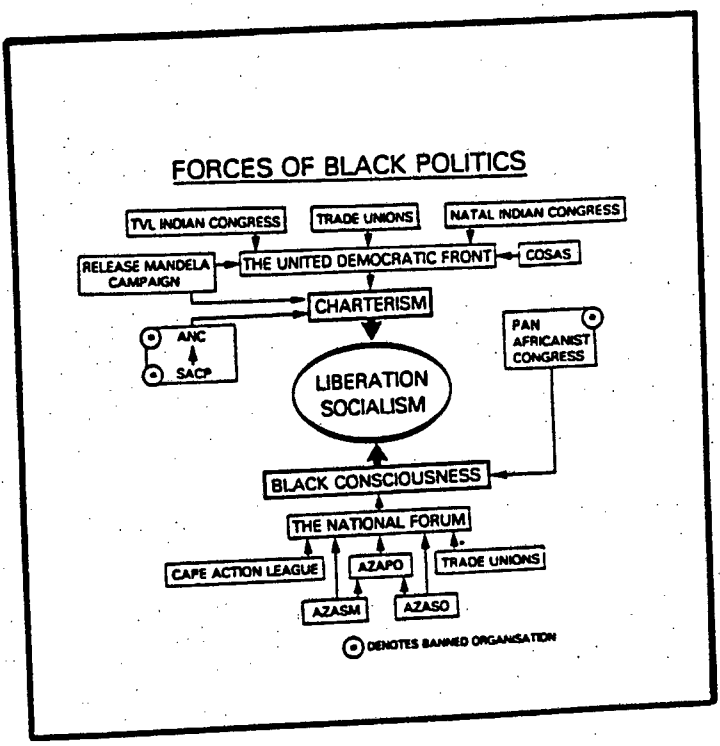 FORCES OF BLACK POLITICS
TVL INDIAN CONGRESS
TRADE UNIONS
NATAL INDIAN CONGRESS
RELEASE MANDELA
CAMPAIGN
THE UNITED DEMOCRATIC FRONT
COSAS
CHARTERISM
ANC
SACP
PAN
AFRICANIST
CONGRESS
LIBERATION
SOCIALISM
BLACK CONSCIOUSNESS
THE NATIONAL FORUM
CAPE ACTION LEAGUE
AZAPO
TRADE UNIONS
AZASM
AZASO
DENOTES BANNED ORGANISATION